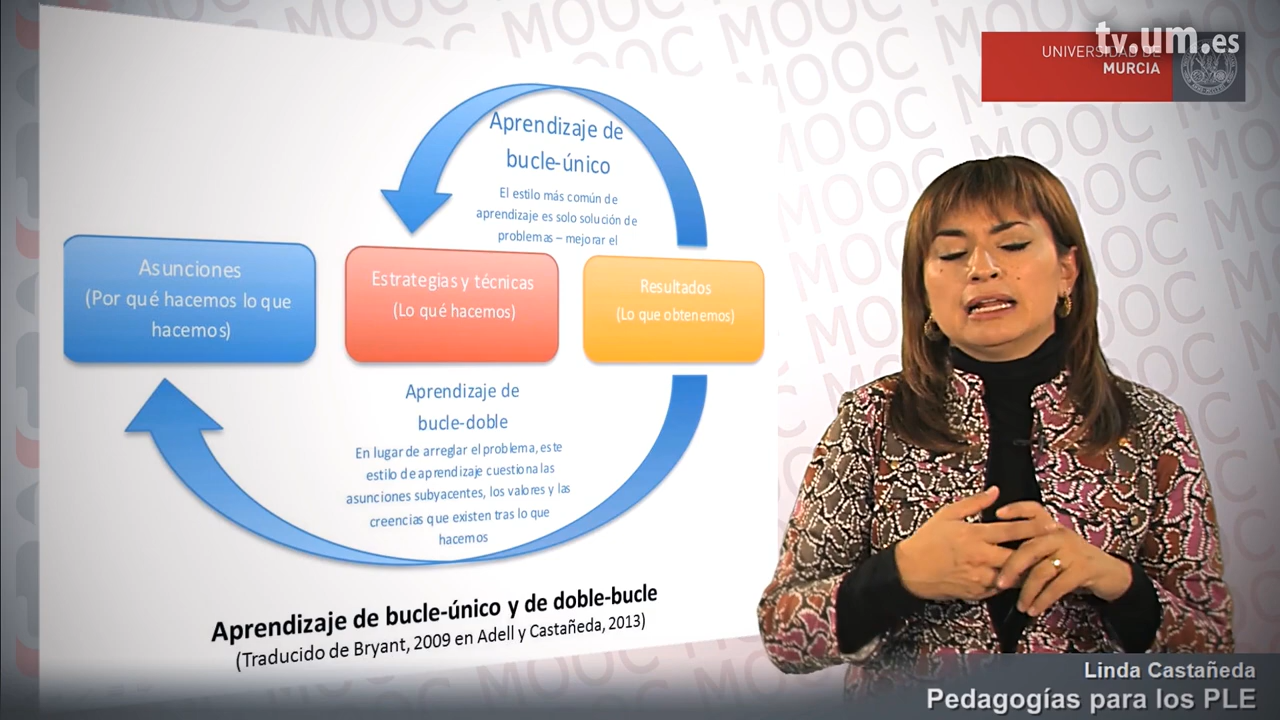 tv.um.es
UNIVERSIDAD DE
MURCIA
Aprendizaje de
bucle-único
El estilo más común de
aprendizaje es solo solución de
problemas – mejorar el
Asunciones
(Por qué hacemos lo que
hacemos)
Estrategias y técnicas
(Lo qué hacemos)
Resultados
(Lo que obtenemos)
Aprendizaje de
bucle-doble
En lugar de arreglar el problema, este
estilo de aprendizaje cuestiona las
asunciones subyacentes, los valores y las
creencias que existen tras lo que
hacemos
Aprendizaje de bucle-único y de doble-bucle
(Traducido de Bryant, 2009 en Adell y Castañeda, 2013)
MOOC MOOC MOOC
Linda Castañeda
Pedagogías para los PLE